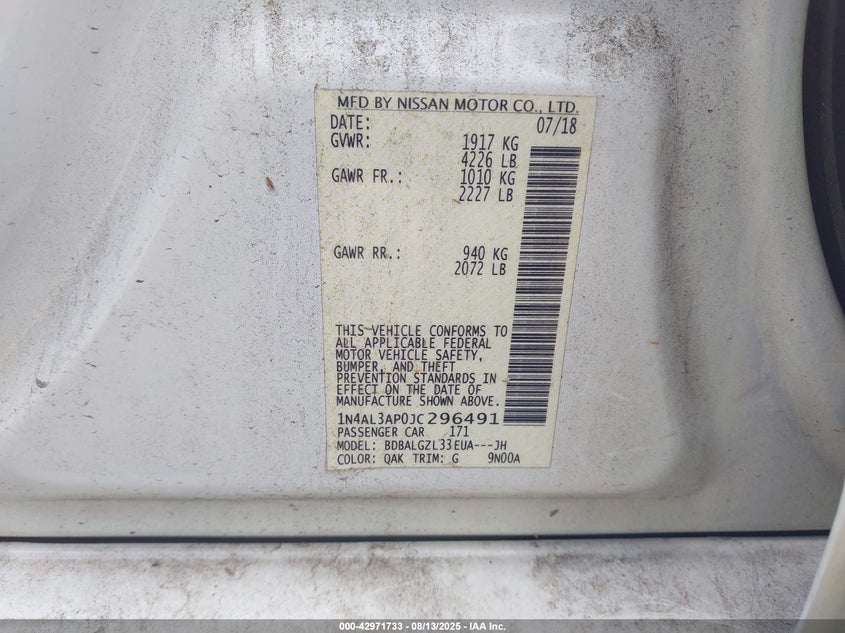 MFD BY NISSAN MOTOR CO., LTD.
DATE: 07/18
GVWR: 1917 KG
4226 LB
GAWR FR.: 1010 KG
2227 LB
GAWR RR.: 940 KG
2072 LB
THIS VEHICLE CONFORMS TO
ALL APPLICABLE FEDERAL
MOTOR VEHICLE SAFETY,
BUMPER, AND THEFT
PREVENTION STANDARDS IN
EFFECT ON THE DATE OF
MANUFACTURE SHOWN ABOVE.
1N4AL3AP0JC296491
PASSENGER CAR 171
MODEL: BDBALGZL33EUA---JH
COLOR: QAK TRIM: G 9N00A
000-42971733 - 08/13/2025 - IAA Inc.